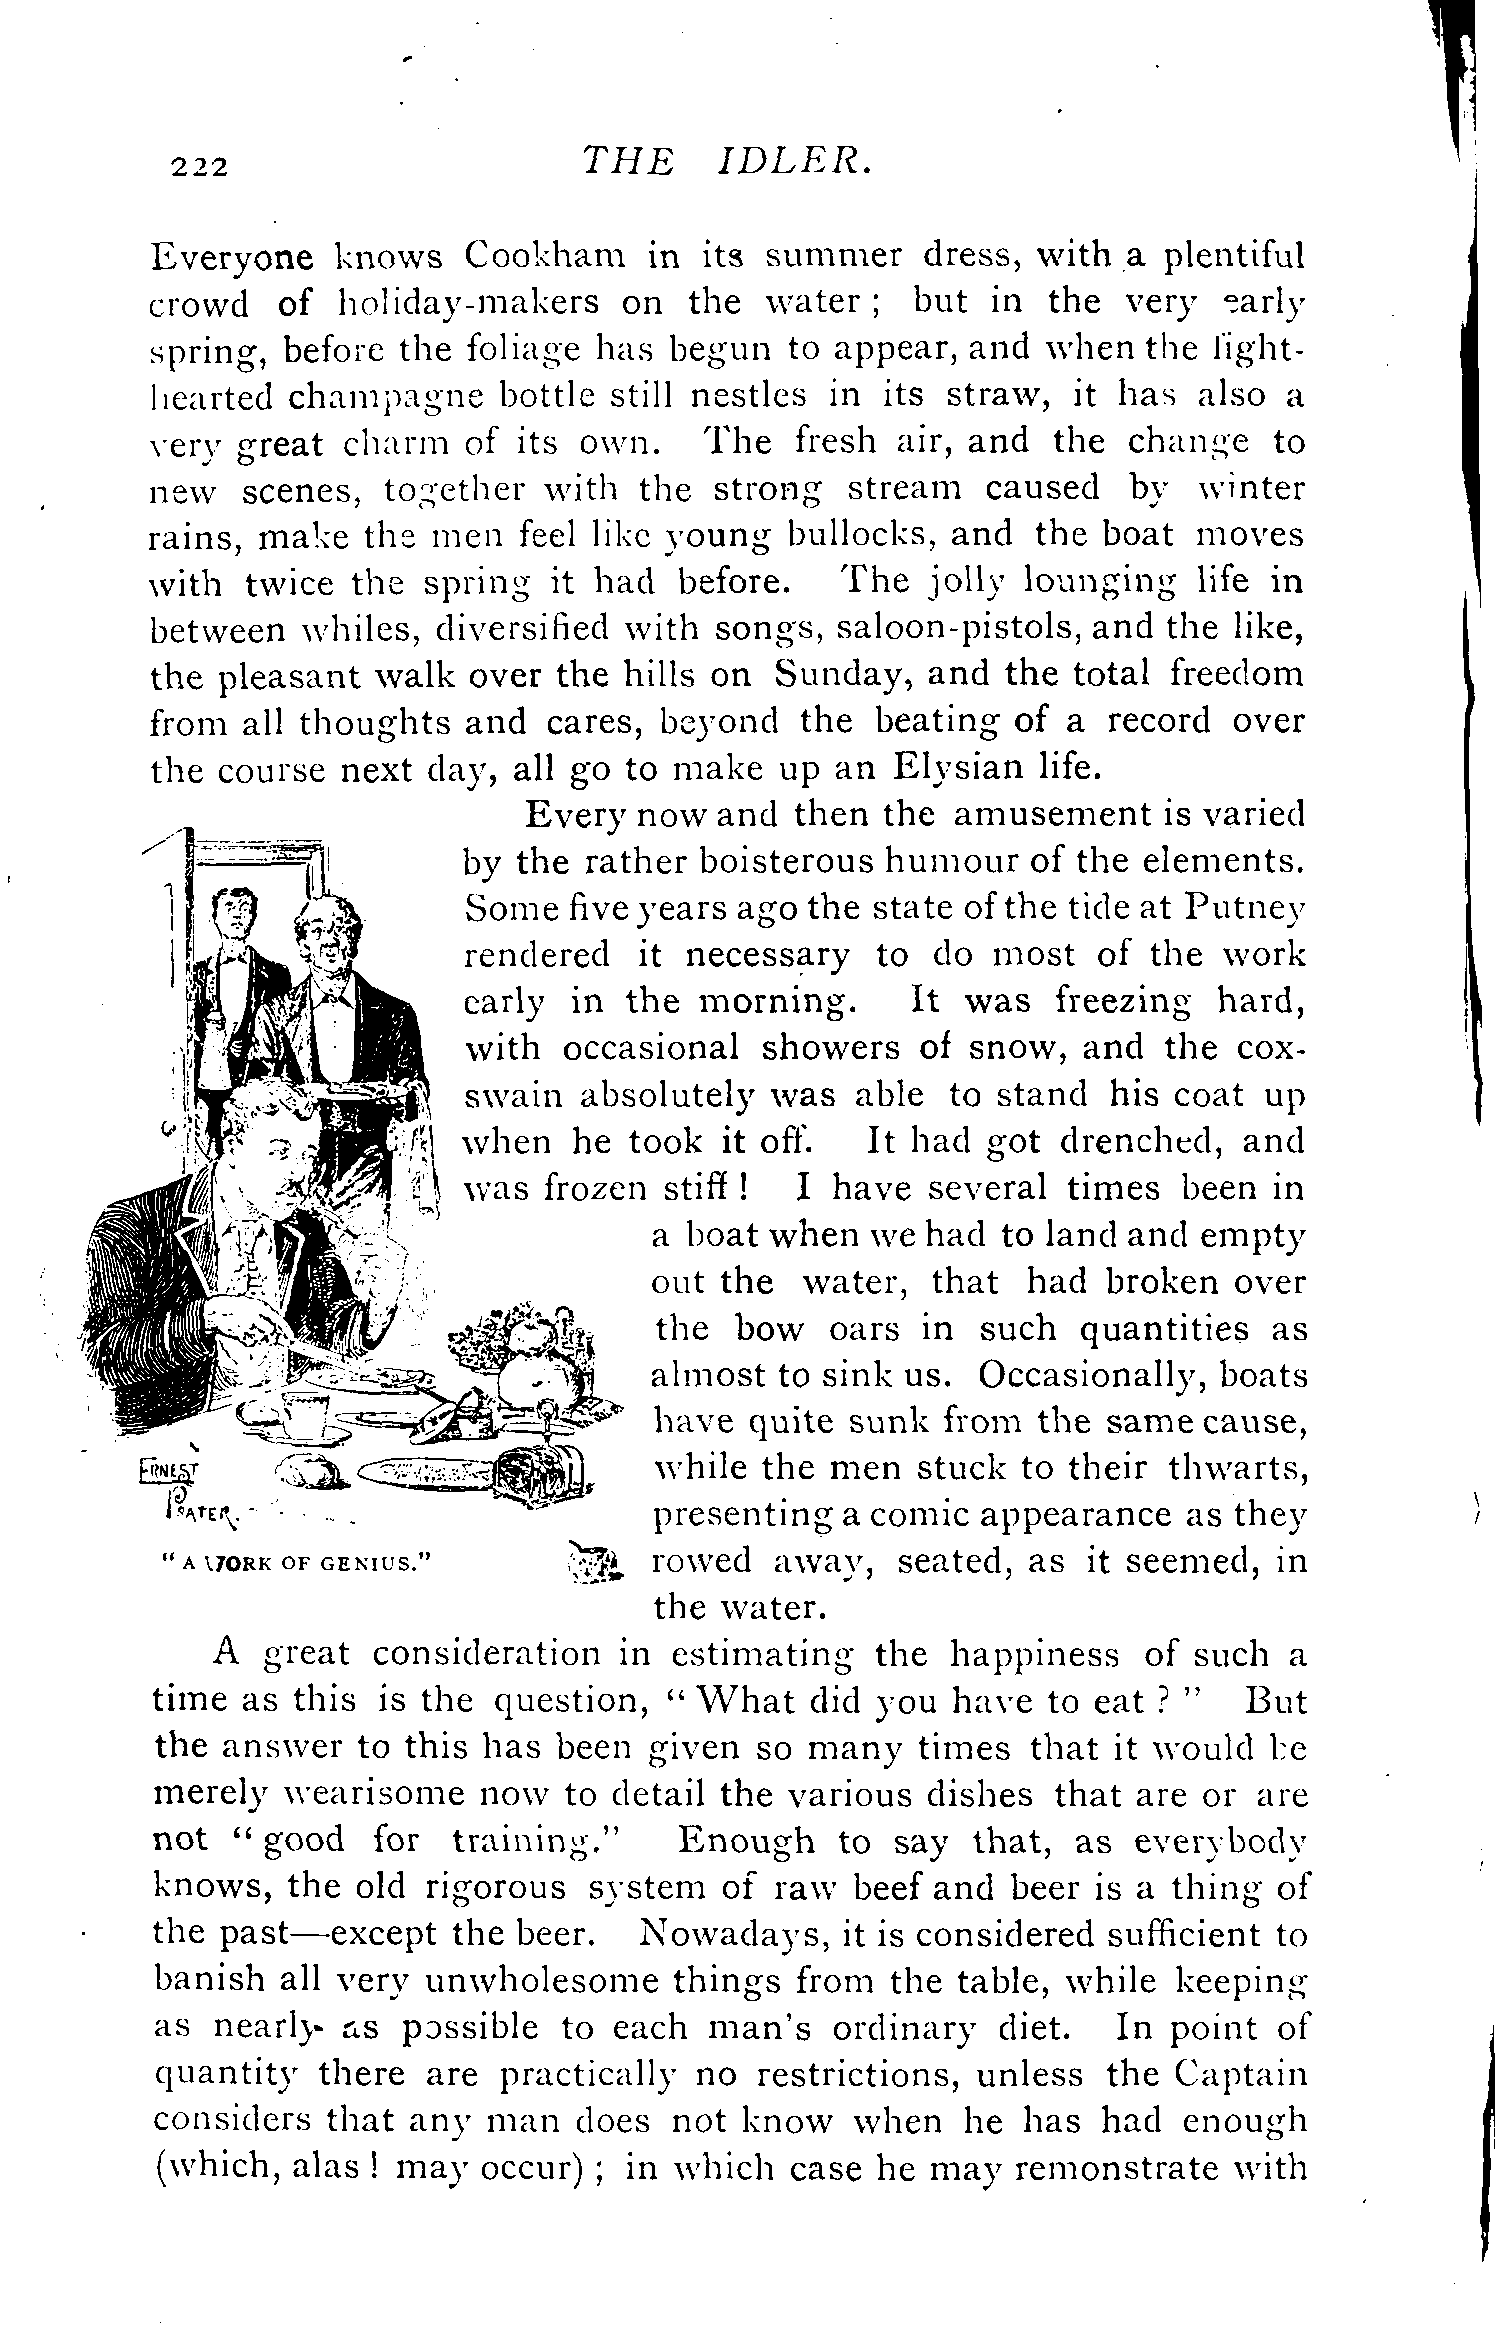 222 THE IDLER.
Everyone knows Cookham in its summer dress, with a plentiful
crowd of holiday-makers on the water ; but in the very early
spring, before the foliage has begun to appear, and when the light-
hearted champagne bottle still nestles in its straw, it has also a
very great charm of its own. The fresh air, and the change to
new scenes, together with the strong stream caused by winter
rains, make the men feel like young bullocks, and the boat moves
with twice the spring it had before. The jolly lounging life in
between whiles, diversified with songs, saloon-pistols, and the like,
the pleasant walk over the hills on Sunday, and the total freedom
from all thoughts and cares, beyond the beating of a record over
the course next day, all go to make up an Elysian life.
Every now and then the amusement is varied
by the rather boisterous humour of the elements.
Some five years ago the state of the tide at Putney
rendered it necessary to do most of the work
early in the morning. It was freezing hard,
with occasional showers of snow, and the cox-
swain absolutely was able to stand his coat up
when he took it off. It had got drenched, and
was frozen stiff ! I have several times been in
a boat when we had to land and empty
out the water, that had broken over
the bow oars in such quantities as
almost to sink us. Occasionally, boats
have quite sunk from the same cause,
while the men stuck to their thwarts,
presenting a comic appearance as they
rowed away, seated, as it seemed, in
the water.
ERNEST
PRATER.
"A WORK OF GENIUS."
A great consideration in estimating the happiness of such a
time as this is the question, " What did you have to eat ? " But
the answer to this has been given so many times that it would be
merely wearisome now to detail the various dishes that are or are
not " good for training." Enough to say that, as everybody
knows, the old rigorous system of raw beef and beer is a thing of
the past—except the beer. Nowadays, it is considered sufficient to
banish all very unwholesome things from the table, while keeping
as nearly as possible to each man's ordinary diet. In point of
quantity there are practically no restrictions, unless the Captain
considers that any man does not know when he has had enough
(which, alas ! may occur) ; in which case he may remonstrate with